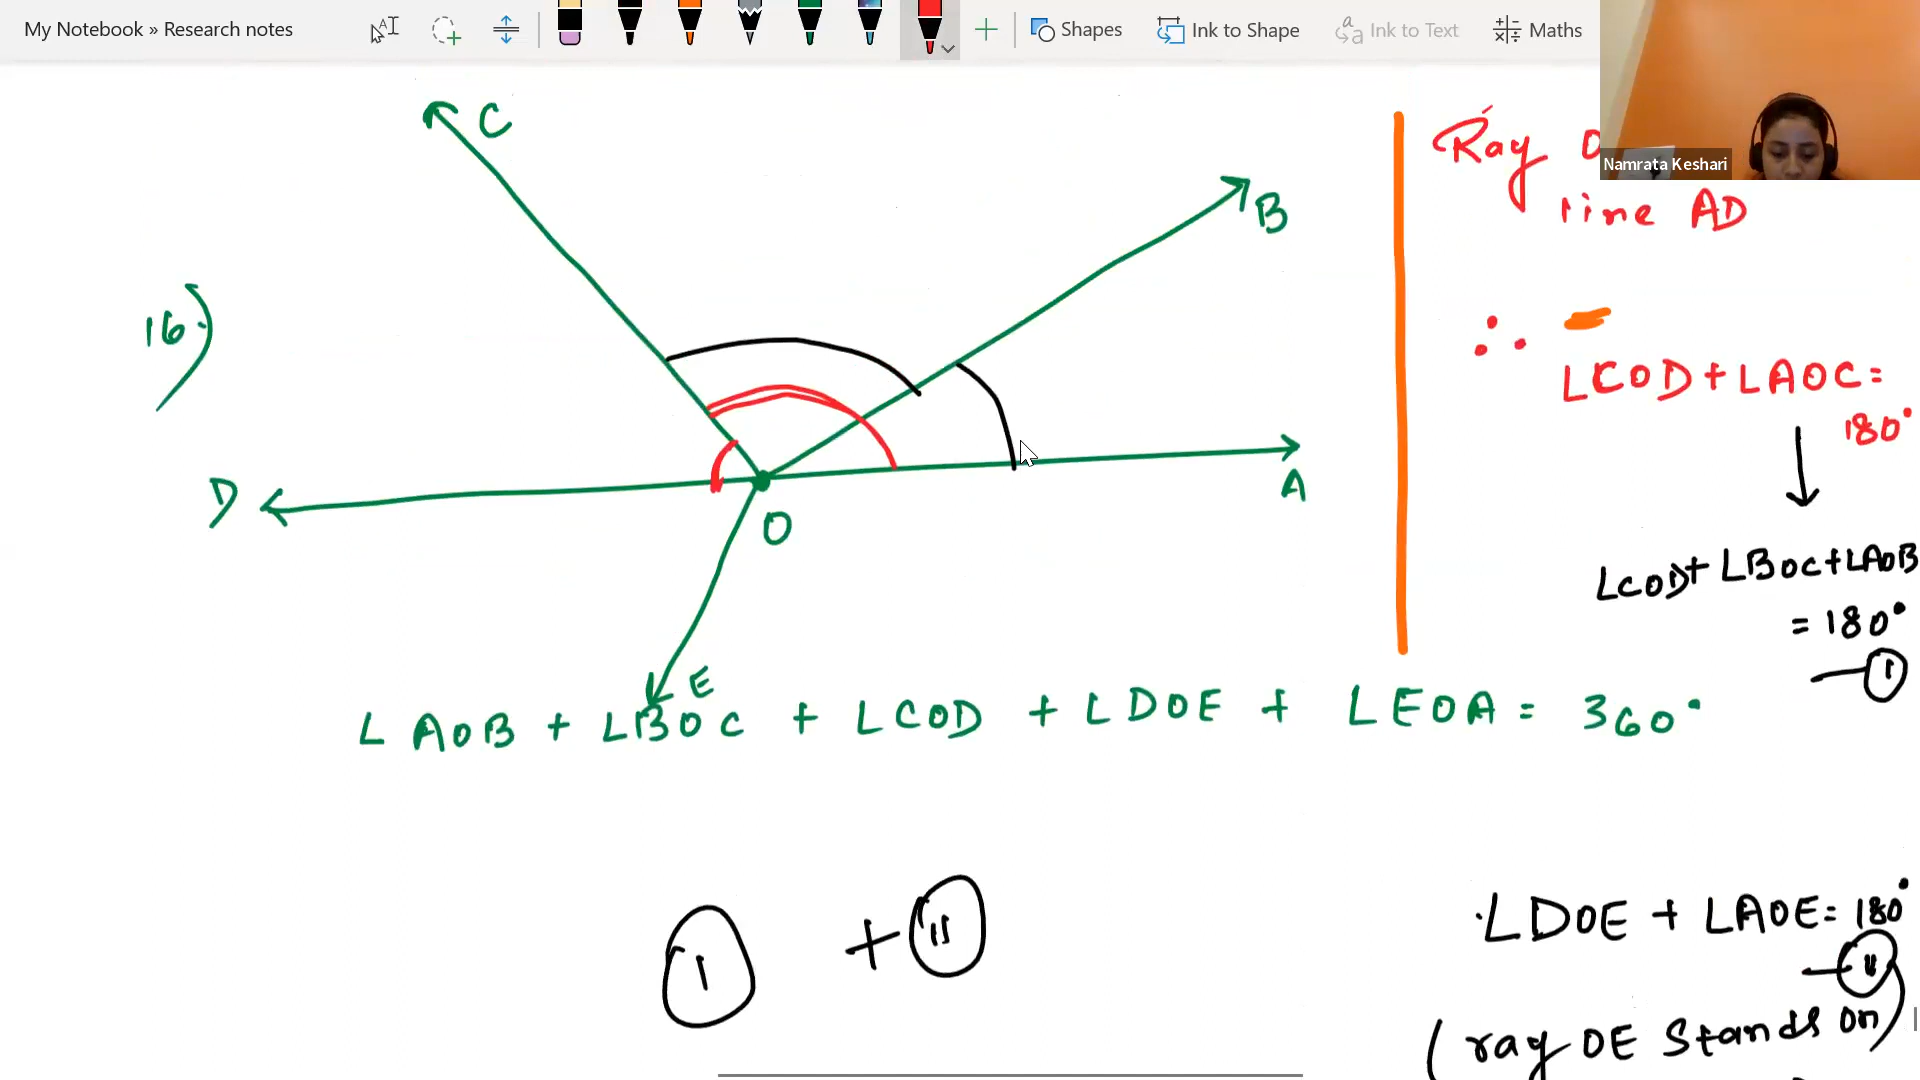 My Notebook » Research notes
Shapes
Ink to Shape
Ink to Text
Maths
Namrata Keshari
C
B
16)
D
O
A
E
Ray
line AD
∴
∠COD + ∠AOC =
180°
∠COD + ∠BOC + ∠AOB
= 180°
— I
∠AOB + ∠BOC + ∠COD + ∠DOE + ∠EOA = 360°
I + II
∠DOE + ∠AOE = 180°
— II
(ray OE Stands on